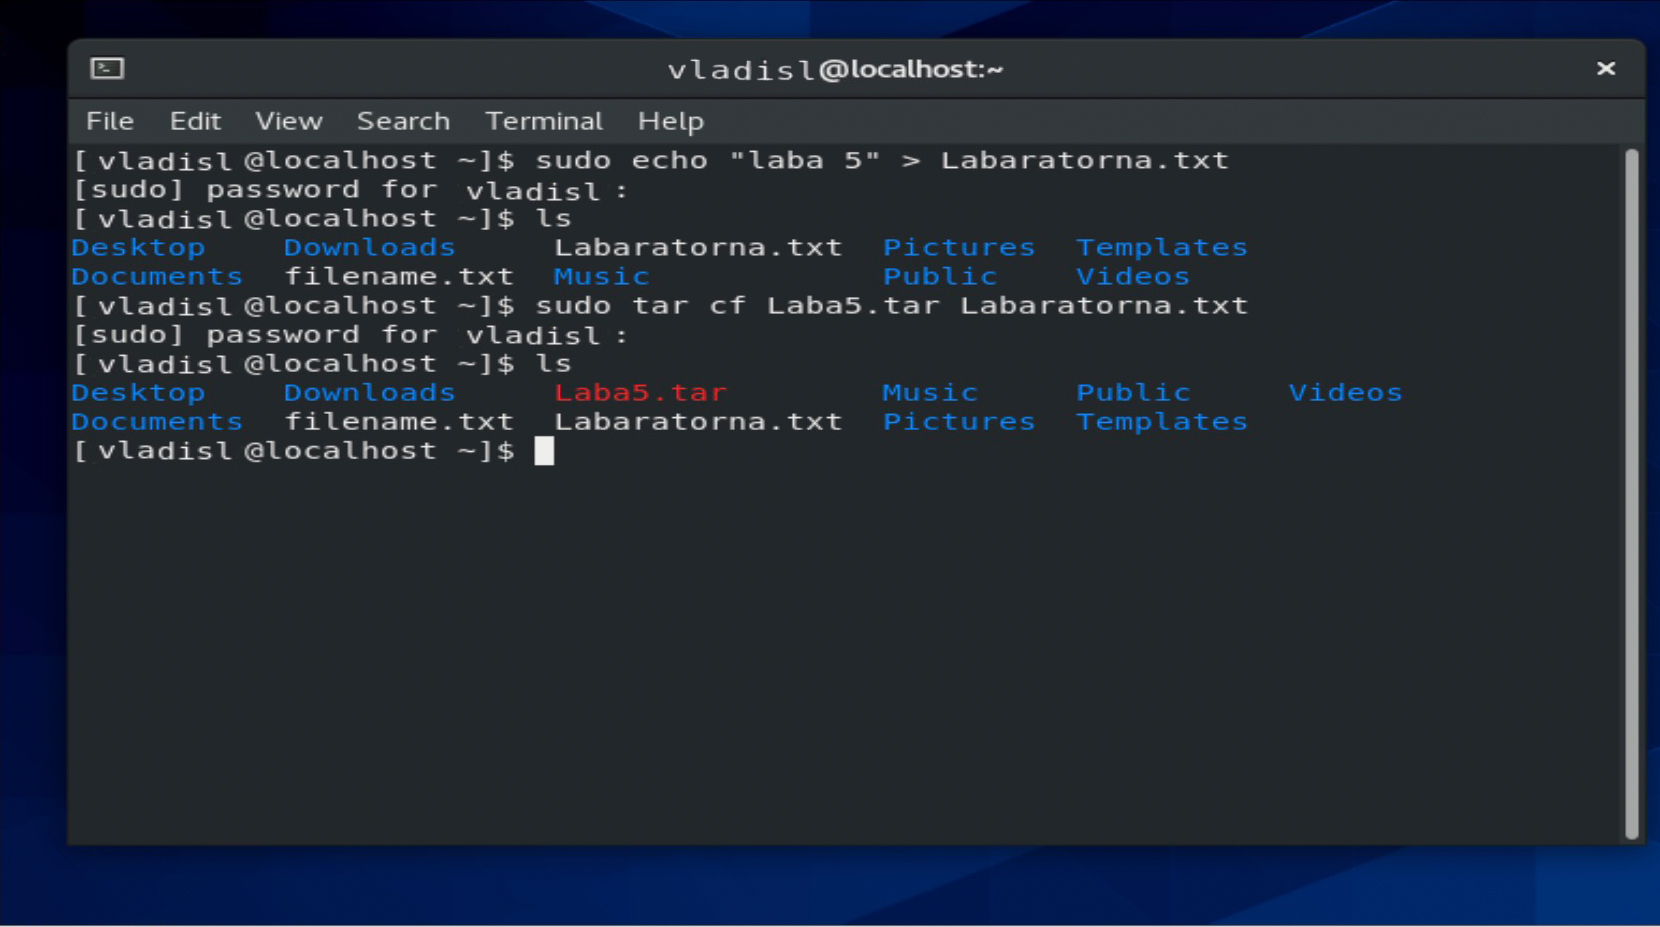 vladisl@localhost:~
File Edit View Search Terminal Help
[vladisl@localhost ~]$ sudo echo "laba 5" > Labaratorna.txt
[sudo] password for vladisl:
[vladisl@localhost ~]$ ls
Desktop Downloads Labaratorna.txt Pictures Templates
Documents filename.txt Music Public Videos
[vladisl@localhost ~]$ sudo tar cf Laba5.tar Labaratorna.txt
[sudo] password for vladisl:
[vladisl@localhost ~]$ ls
Desktop Downloads Laba5.tar Music Public Videos
Documents filename.txt Labaratorna.txt Pictures Templates
[vladisl@localhost ~]$